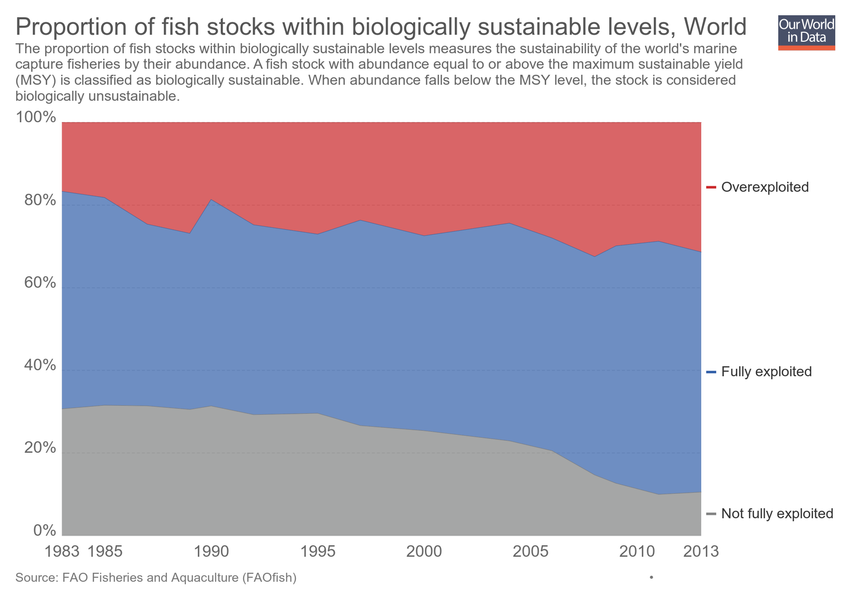 Proportion of fish stocks within biologically sustainable levels, World
Our World
in Data
The proportion of fish stocks within biologically sustainable levels measures the sustainability of the world's marine
capture fisheries by their abundance. A fish stock with abundance equal to or above the maximum sustainable yield
(MSY) is classified as biologically sustainable. When abundance falls below the MSY level, the stock is considered
biologically unsustainable.
100%
80%
60%
40%
20%
0%
Overexploited
Fully exploited
Not fully exploited
1983 1985 1990 1995 2000 2005 2010 2013
Source: FAO Fisheries and Aquaculture (FAOfish)